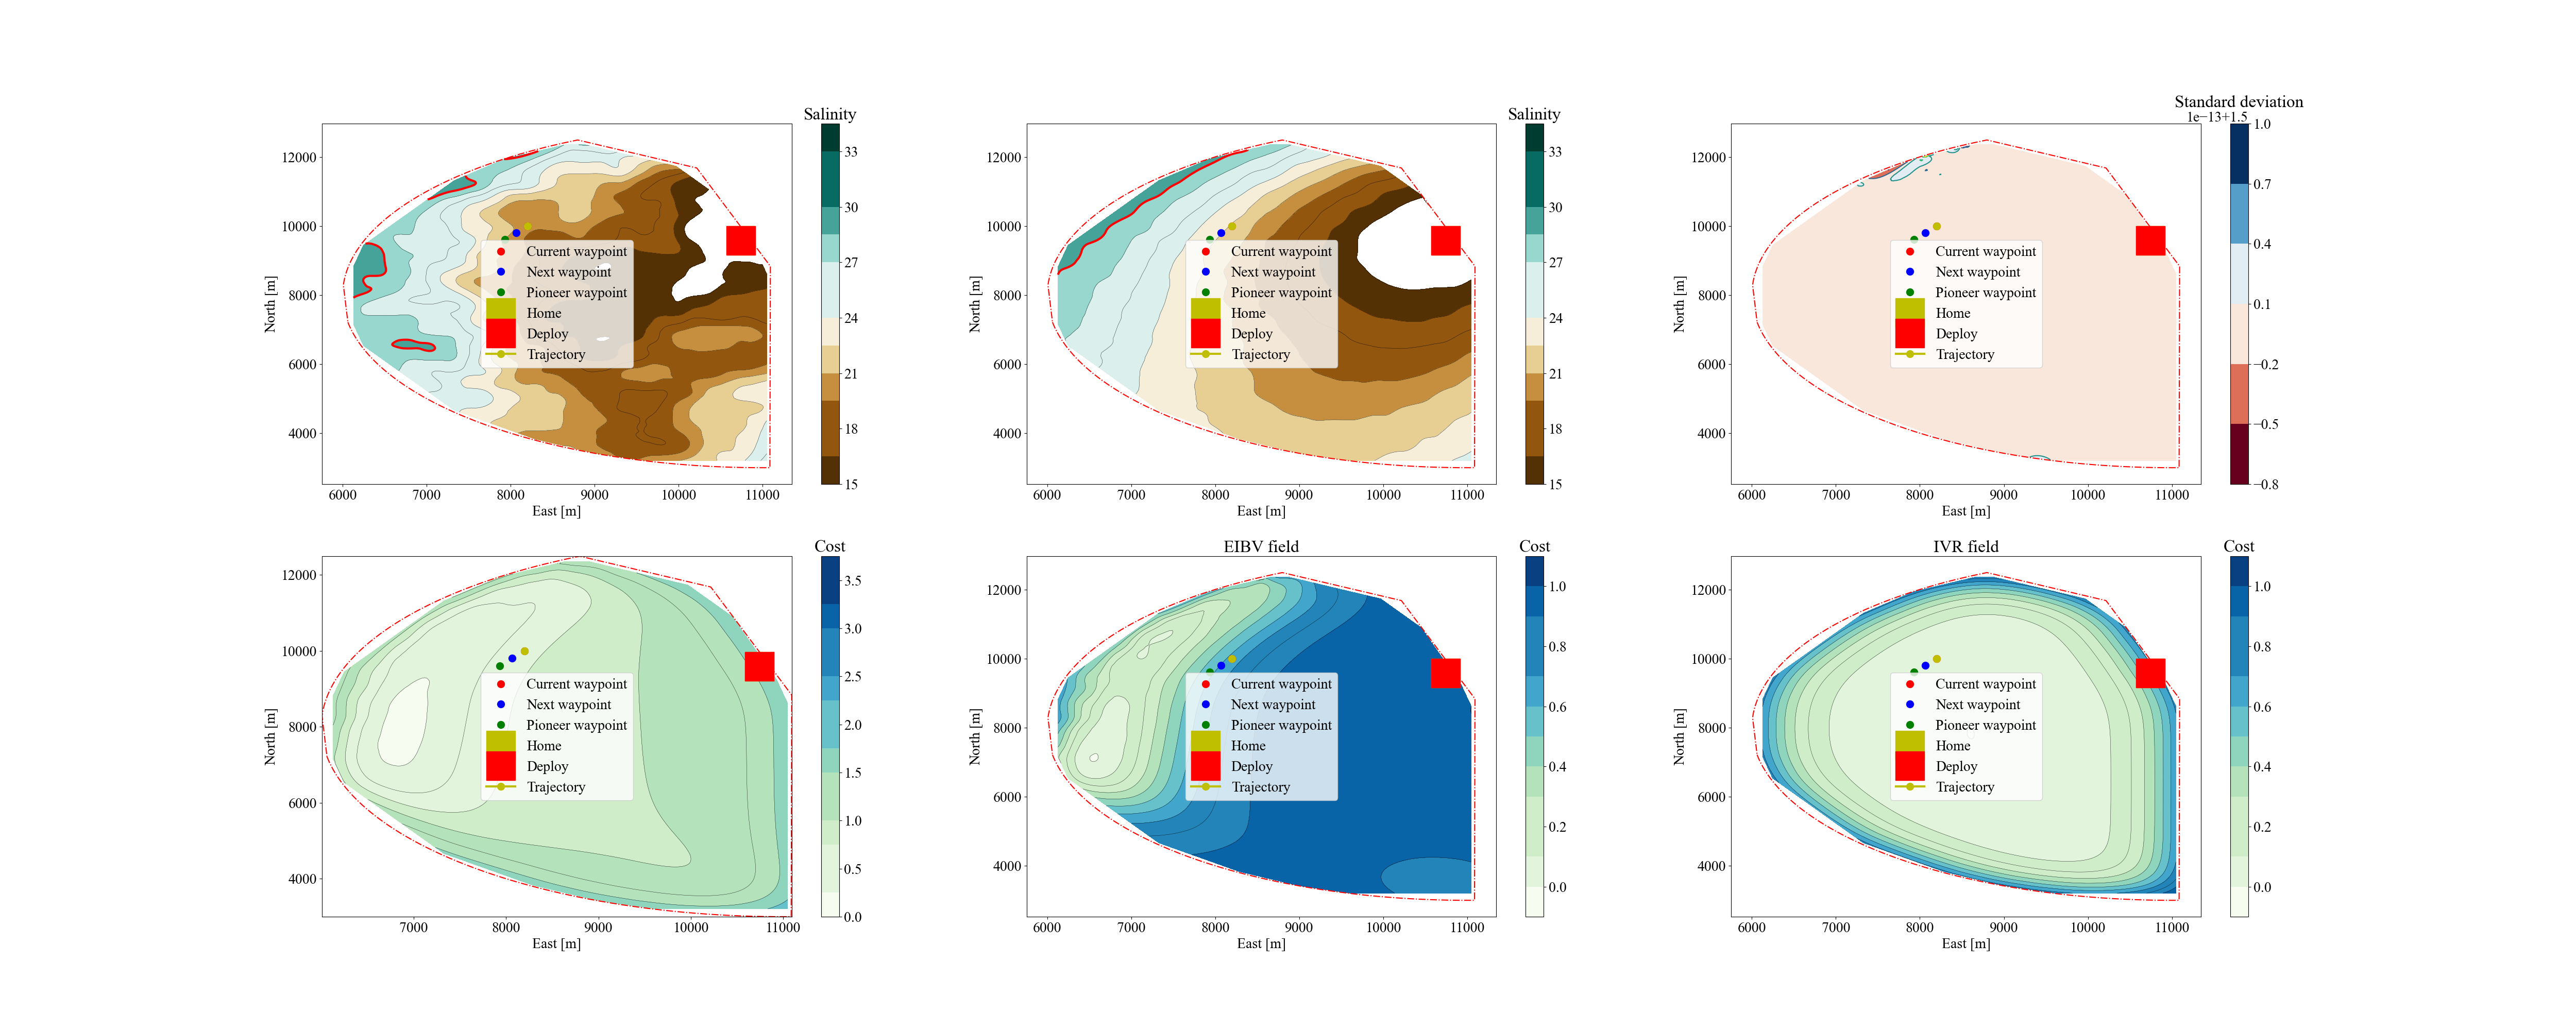 Salinity
33
30
27
24
21
18
15
12000
10000
8000
6000
4000
North [m]
6000 7000 8000 9000 10000 11000
East [m]
Current waypoint
Next waypoint
Pioneer waypoint
Home
Deploy
Trajectory
Salinity
33
30
27
24
21
18
15
12000
10000
8000
6000
4000
North [m]
6000 7000 8000 9000 10000 11000
East [m]
Current waypoint
Next waypoint
Pioneer waypoint
Home
Deploy
Trajectory
Standard deviation
1e−13+1.5
1.0
0.7
0.4
0.1
−0.2
−0.5
−0.8
12000
10000
8000
6000
4000
North [m]
6000 7000 8000 9000 10000 11000
East [m]
Current waypoint
Next waypoint
Pioneer waypoint
Home
Deploy
Trajectory
Cost
3.5
3.0
2.5
2.0
1.5
1.0
0.5
0.0
12000
10000
8000
6000
4000
North [m]
7000 8000 9000 10000 11000
East [m]
Current waypoint
Next waypoint
Pioneer waypoint
Home
Deploy
Trajectory
EIBV field
Cost
1.0
0.8
0.6
0.4
0.2
0.0
12000
10000
8000
6000
4000
North [m]
6000 7000 8000 9000 10000 11000
East [m]
Current waypoint
Next waypoint
Pioneer waypoint
Home
Deploy
Trajectory
IVR field
Cost
1.0
0.8
0.6
0.4
0.2
0.0
12000
10000
8000
6000
4000
North [m]
6000 7000 8000 9000 10000 11000
East [m]
Current waypoint
Next waypoint
Pioneer waypoint
Home
Deploy
Trajectory